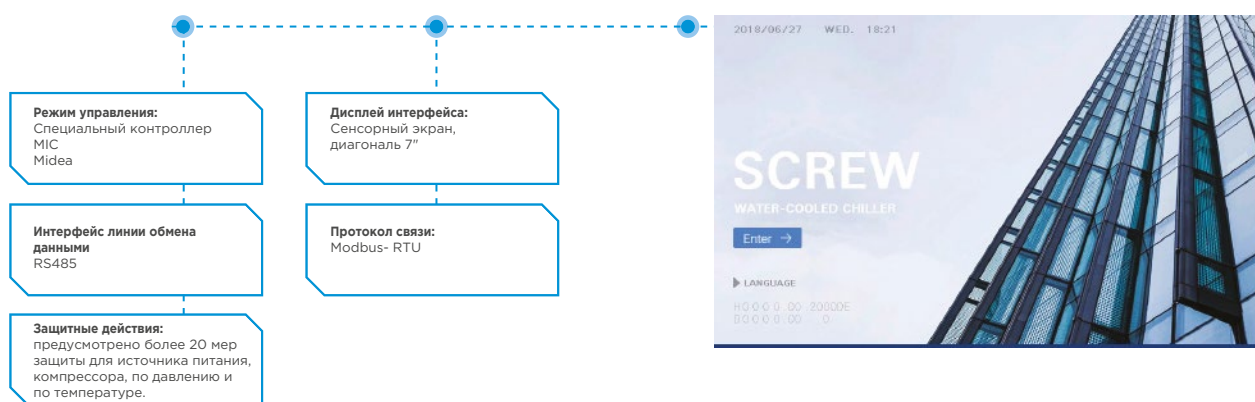 Режим управления:
Специальный контроллер
MIC
Midea
Интерфейс линии обмена
данными
RS485
Защитные действия:
предусмотрено более 20 мер
защиты для источника питания,
компрессора, по давлению и
по температуре.
Дисплей интерфейса:
Сенсорный экран,
диагональ 7"
Протокол связи:
Modbus- RTU
2018/06/27 WED. 18:21
SCREW
WATER-COOLED CHILLER
Enter →
LANGUAGE